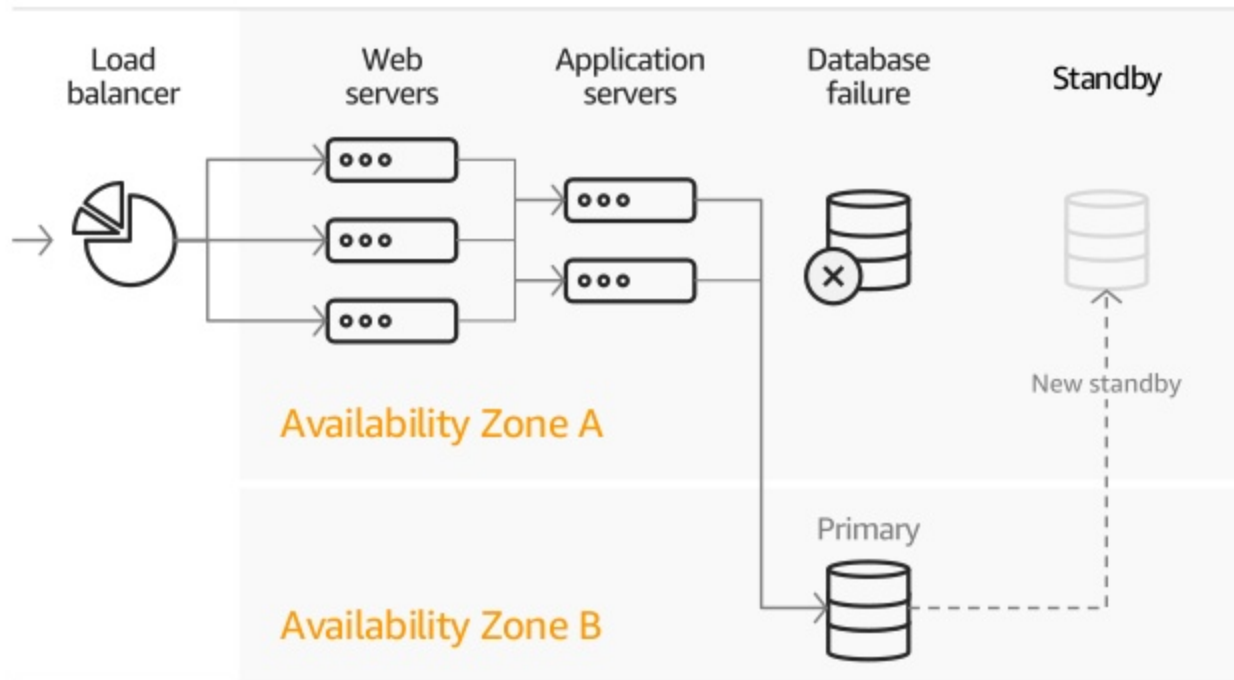 Load
balancer
Web
servers
Application
servers
Database
failure
Standby
New standby
Availability Zone A
Primary
Availability Zone B